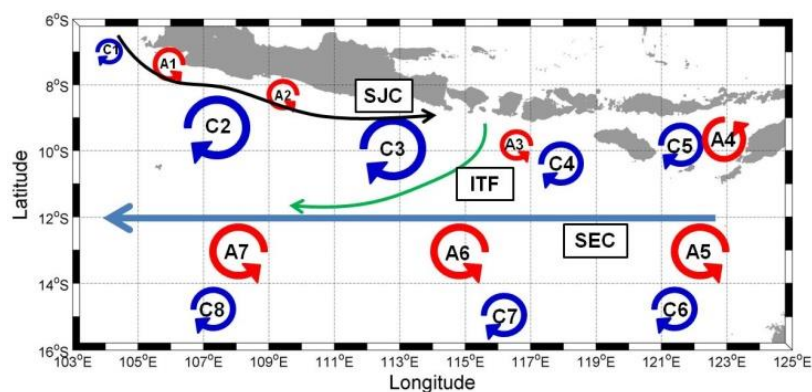 6°S
C1
A1
8°S
A2
SJC
C2
C3
A3
C4
C5
A4
10°S
ITF
Latitude
12°S
SEC
A7
A6
A5
14°S
C8
C7
C6
16°S
103°E 105°E 107°E 109°E 111°E 113°E 115°E 117°E 119°E 121°E 123°E 125°E
Longitude